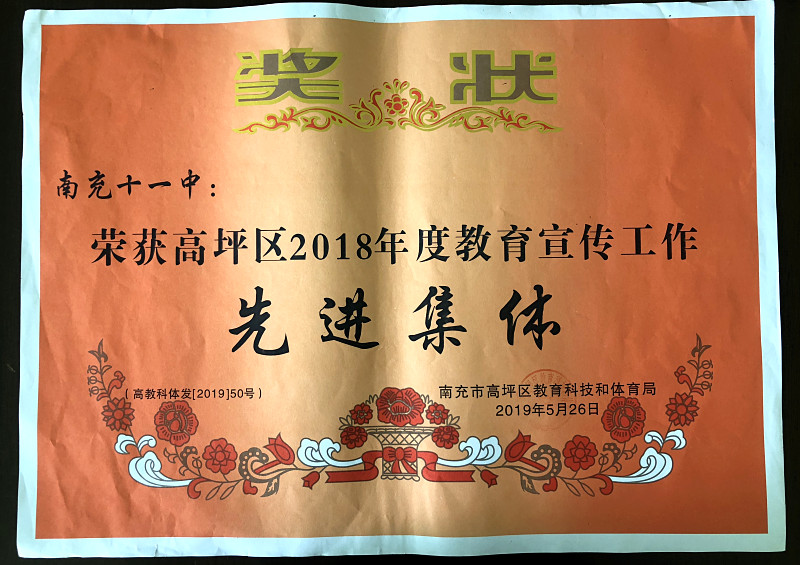 奖状
南充十一中：
荣获高坪区2018年度教育宣传工作
先进集体
（高教科体发[2019]50号）
南充市高坪区教育科技和体育局
2019年5月26日